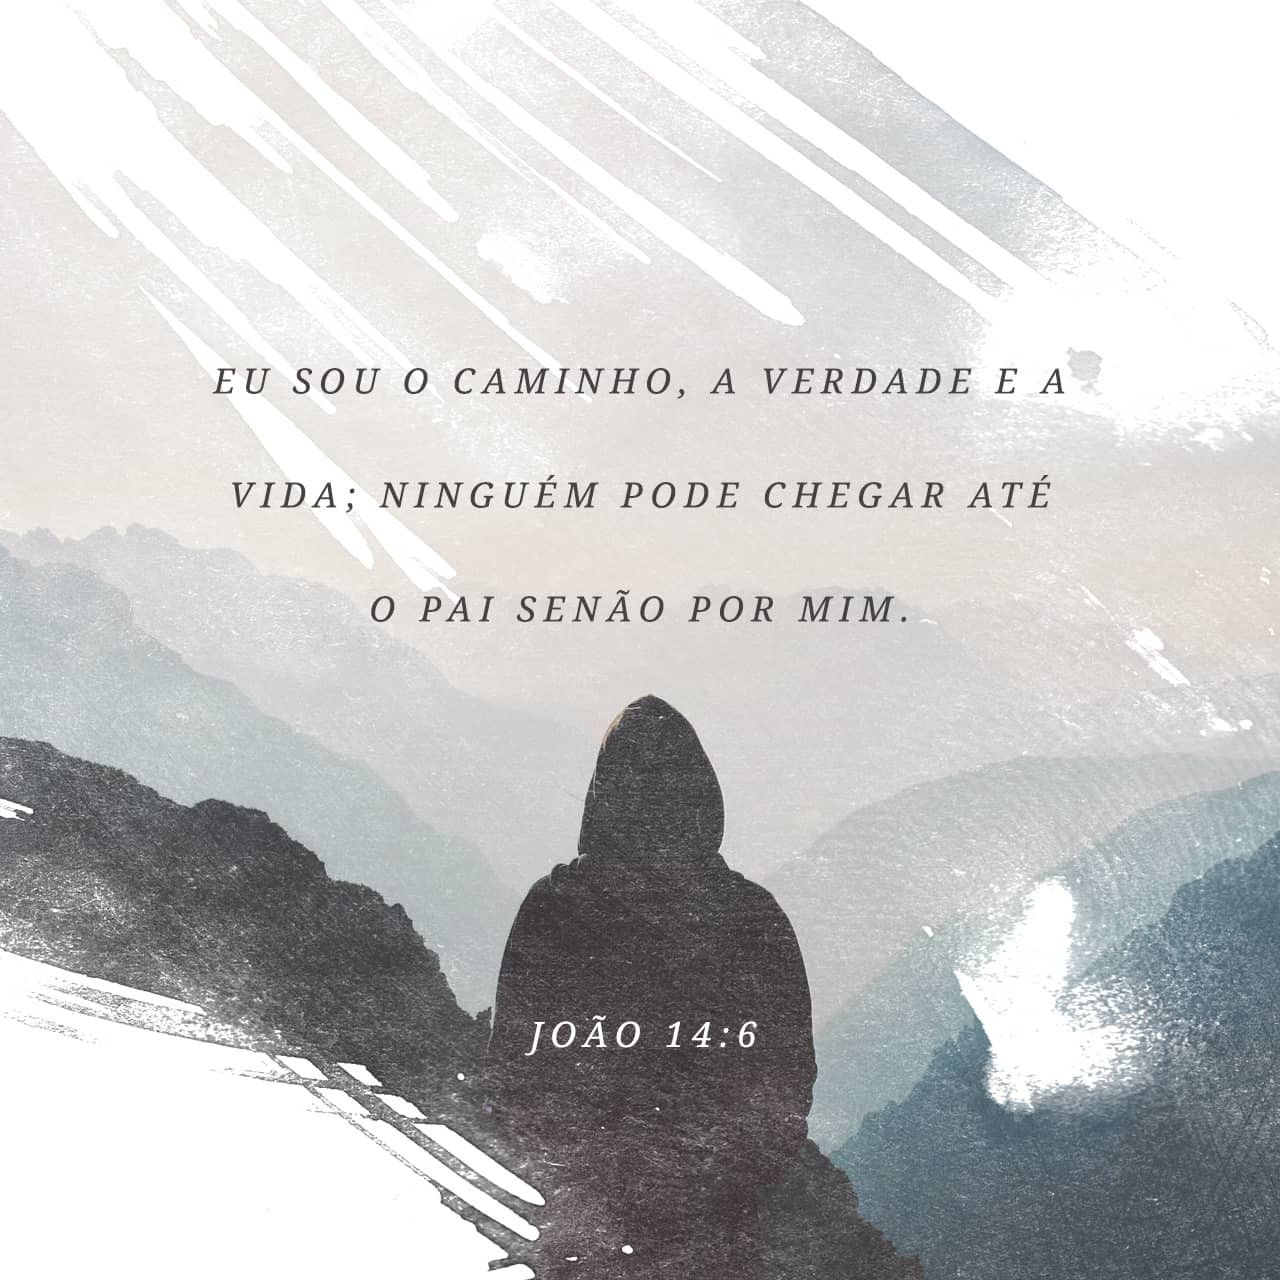 EU SOU O CAMINHO, A VERDADE E A
VIDA; NINGUÉM PODE CHEGAR ATÉ
O PAI SENÃO POR MIM.
JOÃO 14:6